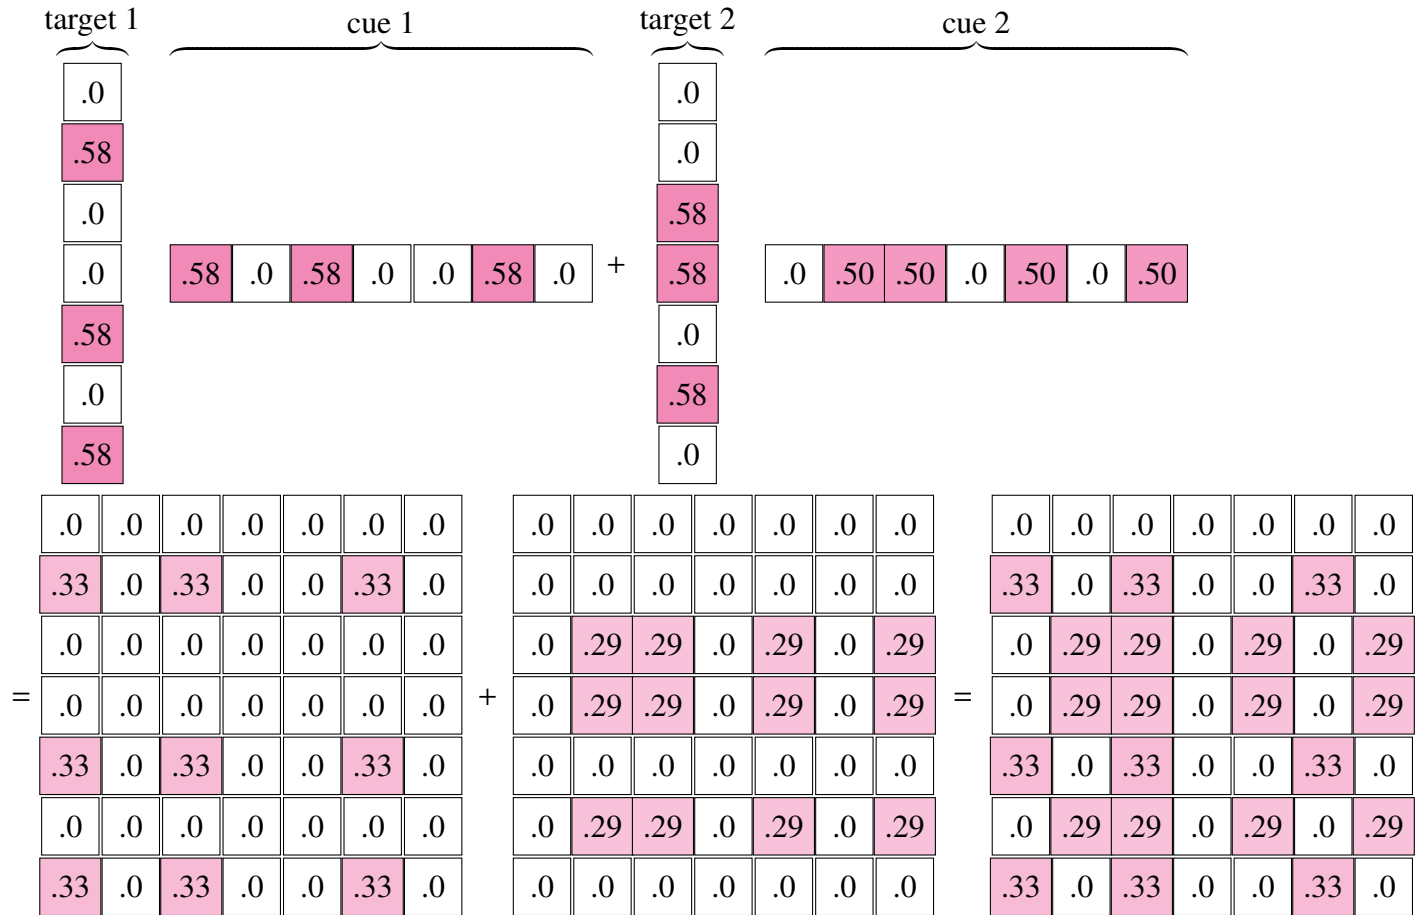 target 1 cue 1 target 2 cue 2
.0 .0
.58 .0
.0 .58
.0 .58 .0 .58 .0 .0 .58 .0 + .58 .0 .50 .50 .0 .50 .0 .50
.58 .0
.0 .58
.58 .0
.0 .0 .0 .0 .0 .0 .0 .0 .0 .0 .0 .0 .0 .0 .0 .0 .0 .0 .0 .0 .0
.33 .0 .33 .0 .0 .33 .0 .0 .0 .0 .0 .0 .0 .0 .33 .0 .33 .0 .0 .33 .0
.0 .0 .0 .0 .0 .0 .0 .0 .29 .29 .0 .29 .0 .29 .0 .29 .29 .0 .29 .0 .29
= .0 .0 .0 .0 .0 .0 .0 + .0 .29 .29 .0 .29 .0 .29 = .0 .29 .29 .0 .29 .0 .29
.33 .0 .33 .0 .0 .33 .0 .0 .0 .0 .0 .0 .0 .0 .33 .0 .33 .0 .0 .33 .0
.0 .0 .0 .0 .0 .0 .0 .0 .29 .29 .0 .29 .0 .29 .0 .29 .29 .0 .29 .0 .29
.33 .0 .33 .0 .0 .33 .0 .0 .0 .0 .0 .0 .0 .0 .33 .0 .33 .0 .0 .33 .0